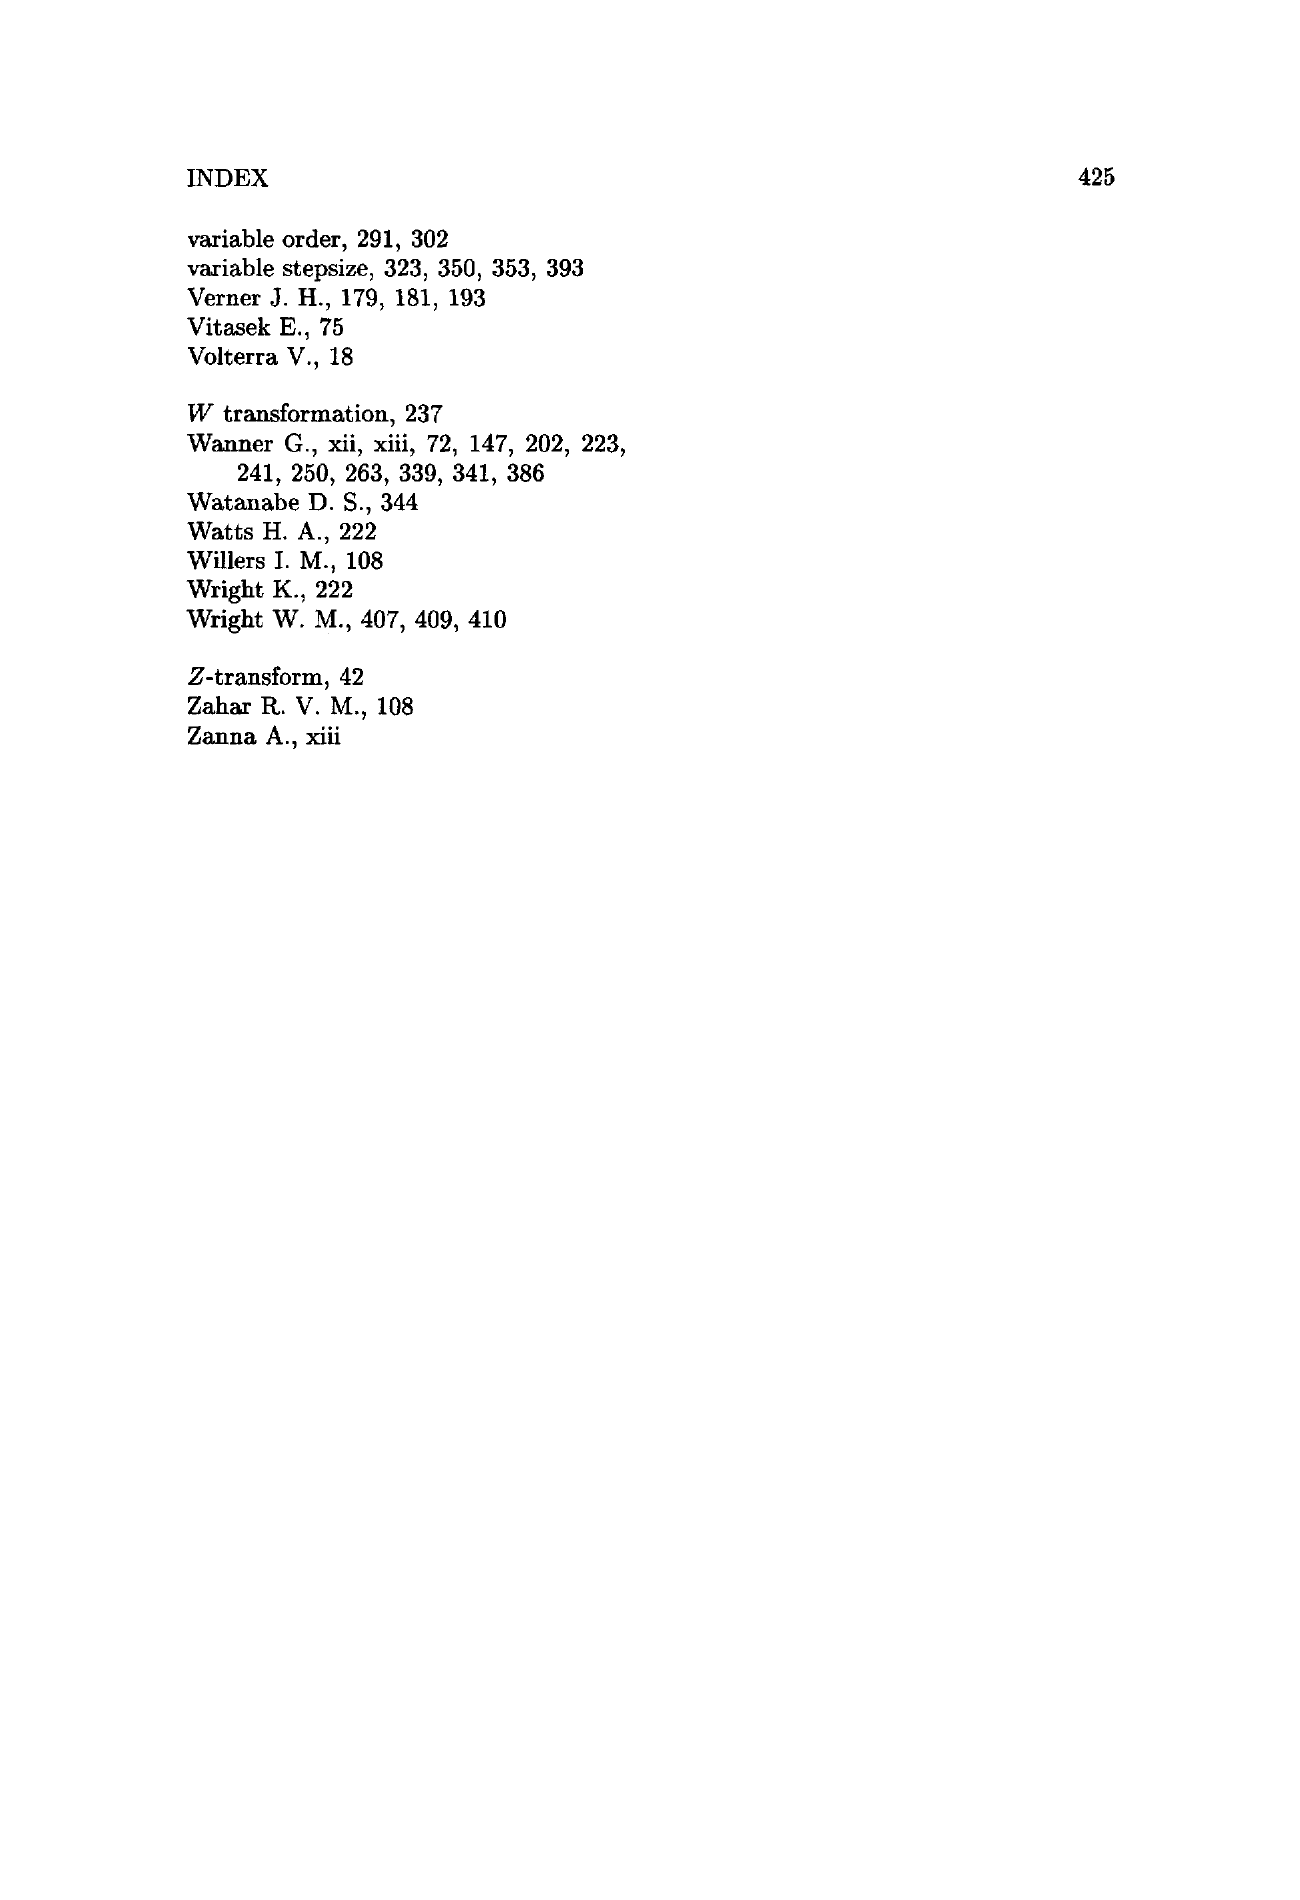 INDEX 425
variable order, 291, 302
variable stepsize, 323, 350, 353, 393
Verner J. H., 179, 181, 193
Vitasek E., 75
Volterra V., 18
W transformation, 237
Wanner G., xii, xiii, 72, 147, 202, 223,
241, 250, 263, 339, 341, 386
Watanabe D. S., 344
Watts H. A., 222
Willers I. M., 108
Wright K., 222
Wright W. M., 407, 409, 410
Z-transform, 42
Zahar R. V. M., 108
Zanna A., xiii